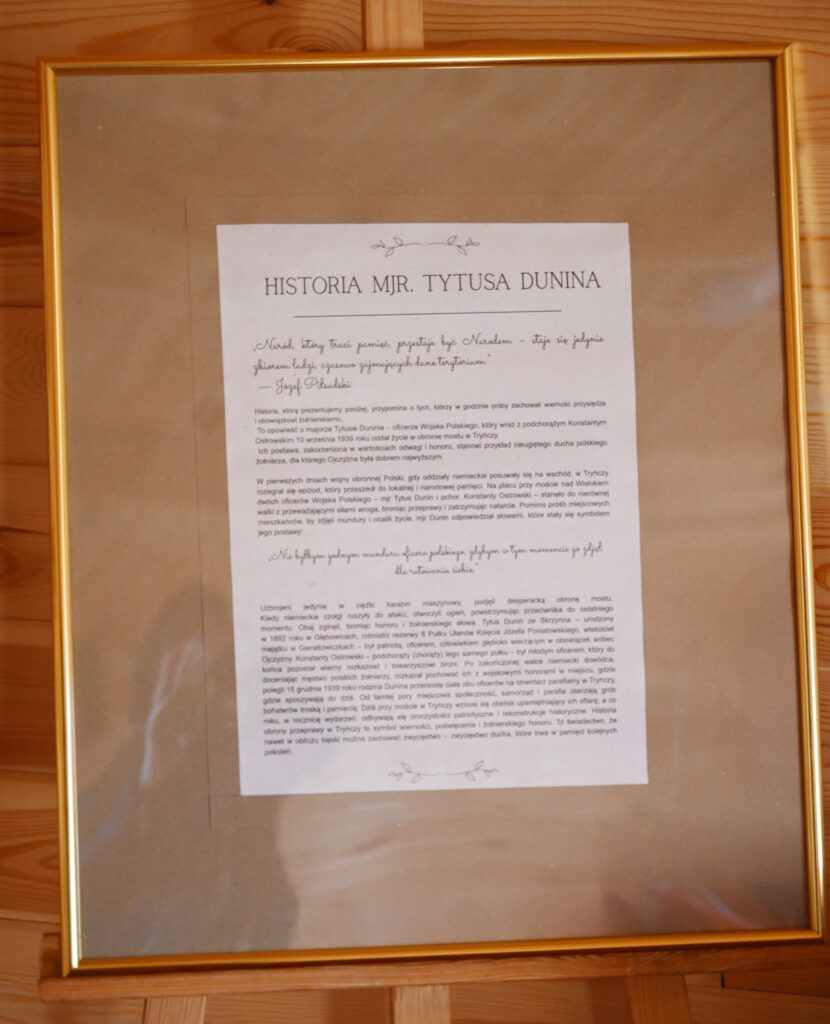 HISTORIA MJR. TYTUSA DUNINA
„Naród, który traci pamięć, przestaje być Narodem – staje się jedynie
zbiorem ludzi, czasowo zajmujących dane terytorium."
— Józef Piłsudski
Historia, którą prezentujemy poniżej, przypomina o tych, którzy w godzinie próby zachowali wierność przysiędze
i obowiązkowi żołnierskiemu.
To opowieść o majorze Tytusie Duninie – oficerze Wojska Polskiego, który wraz z podchorążym Konstantym
Ostrowskim 10 września 1939 roku oddał życie w obronie mostu w Tryńczy.
Ich postawa, zakorzeniona w wartościach odwagi i honoru, stanowi przykład nieugiętego ducha polskiego
żołnierza, dla którego Ojczyzna była dobrem najwyższym.
W pierwszych dniach wojny obronnej Polski, gdy oddziały niemieckie posuwały się na wschód, w Tryńczy
rozegrał się epizod, który przeszedł do lokalnej i narodowej pamięci. Na placu przy moście nad Wisłokiem
dwóch oficerów Wojska Polskiego – mjr Tytus Dunin i pchor. Konstanty Ostrowski – stanęło do nierównej
walki z przeważającymi siłami wroga, broniąc przeprawy i zatrzymując natarcie. Pomimo próśb miejscowych
mieszkańców, by zdjęli mundury i ocalili życie, mjr Dunin odpowiedział słowami, które stały się symbolem
jego postawy:
„Nie byłbym godnym mundura oficera polskiego, gdybym w tym momencie go zdjął
dla ratowania siebie"
Uzbrojeni jedynie w ciężki karabin maszynowy, podjęli desperacką obronę mostu.
Kiedy niemieckie czołgi ruszyły do ataku, otworzyli ogień, powstrzymując przeciwnika do ostatniego
momentu. Obaj zginęli, broniąc honoru i żołnierskiego słowa. Tytus Dunin ze Skrzynna – urodzony
w 1892 roku w Głębowicach, rotmistrz rezerwy 8 Pułku Ułanów Księcia Józefa Poniatowskiego, właściciel
majątku w Gierałtowiczkach – był patriotą, oficerem, człowiekiem głęboko wierzącym w obowiązek wobec
Ojczyzny. Konstanty Ostrowski – podchorąży (chorąży) tego samego pułku – był młodym oficerem, który do
końca pozostał wierny rozkazowi i towarzyszowi broni. Po zakończonej walce niemiecki dowódca,
doceniając męstwo polskich żołnierzy, rozkazał pochować ich z wojskowymi honorami w miejscu, gdzie
polegli.15 grudnia 1939 roku rodzina Dunina przeniosła ciała obu oficerów na cmentarz parafialny w Tryńczy,
gdzie spoczywają do dziś. Od tamtej pory miejscowa społeczność, samorząd i parafia otaczają grób
bohaterów troską i pamięcią. Dziś przy moście w Tryńczy wznosi się obelisk upamiętniający ich ofiarę, a co
roku, w rocznicę wydarzeń, odbywają się uroczystości patriotyczne i rekonstrukcje historyczne. Historia
obrony przeprawy w Tryńczy to symbol wierności, poświęcenia i żołnierskiego honoru. To świadectwo, że
nawet w obliczu klęski można zachować zwycięstwo – zwycięstwo ducha, które trwa w pamięci kolejnych
pokoleń.